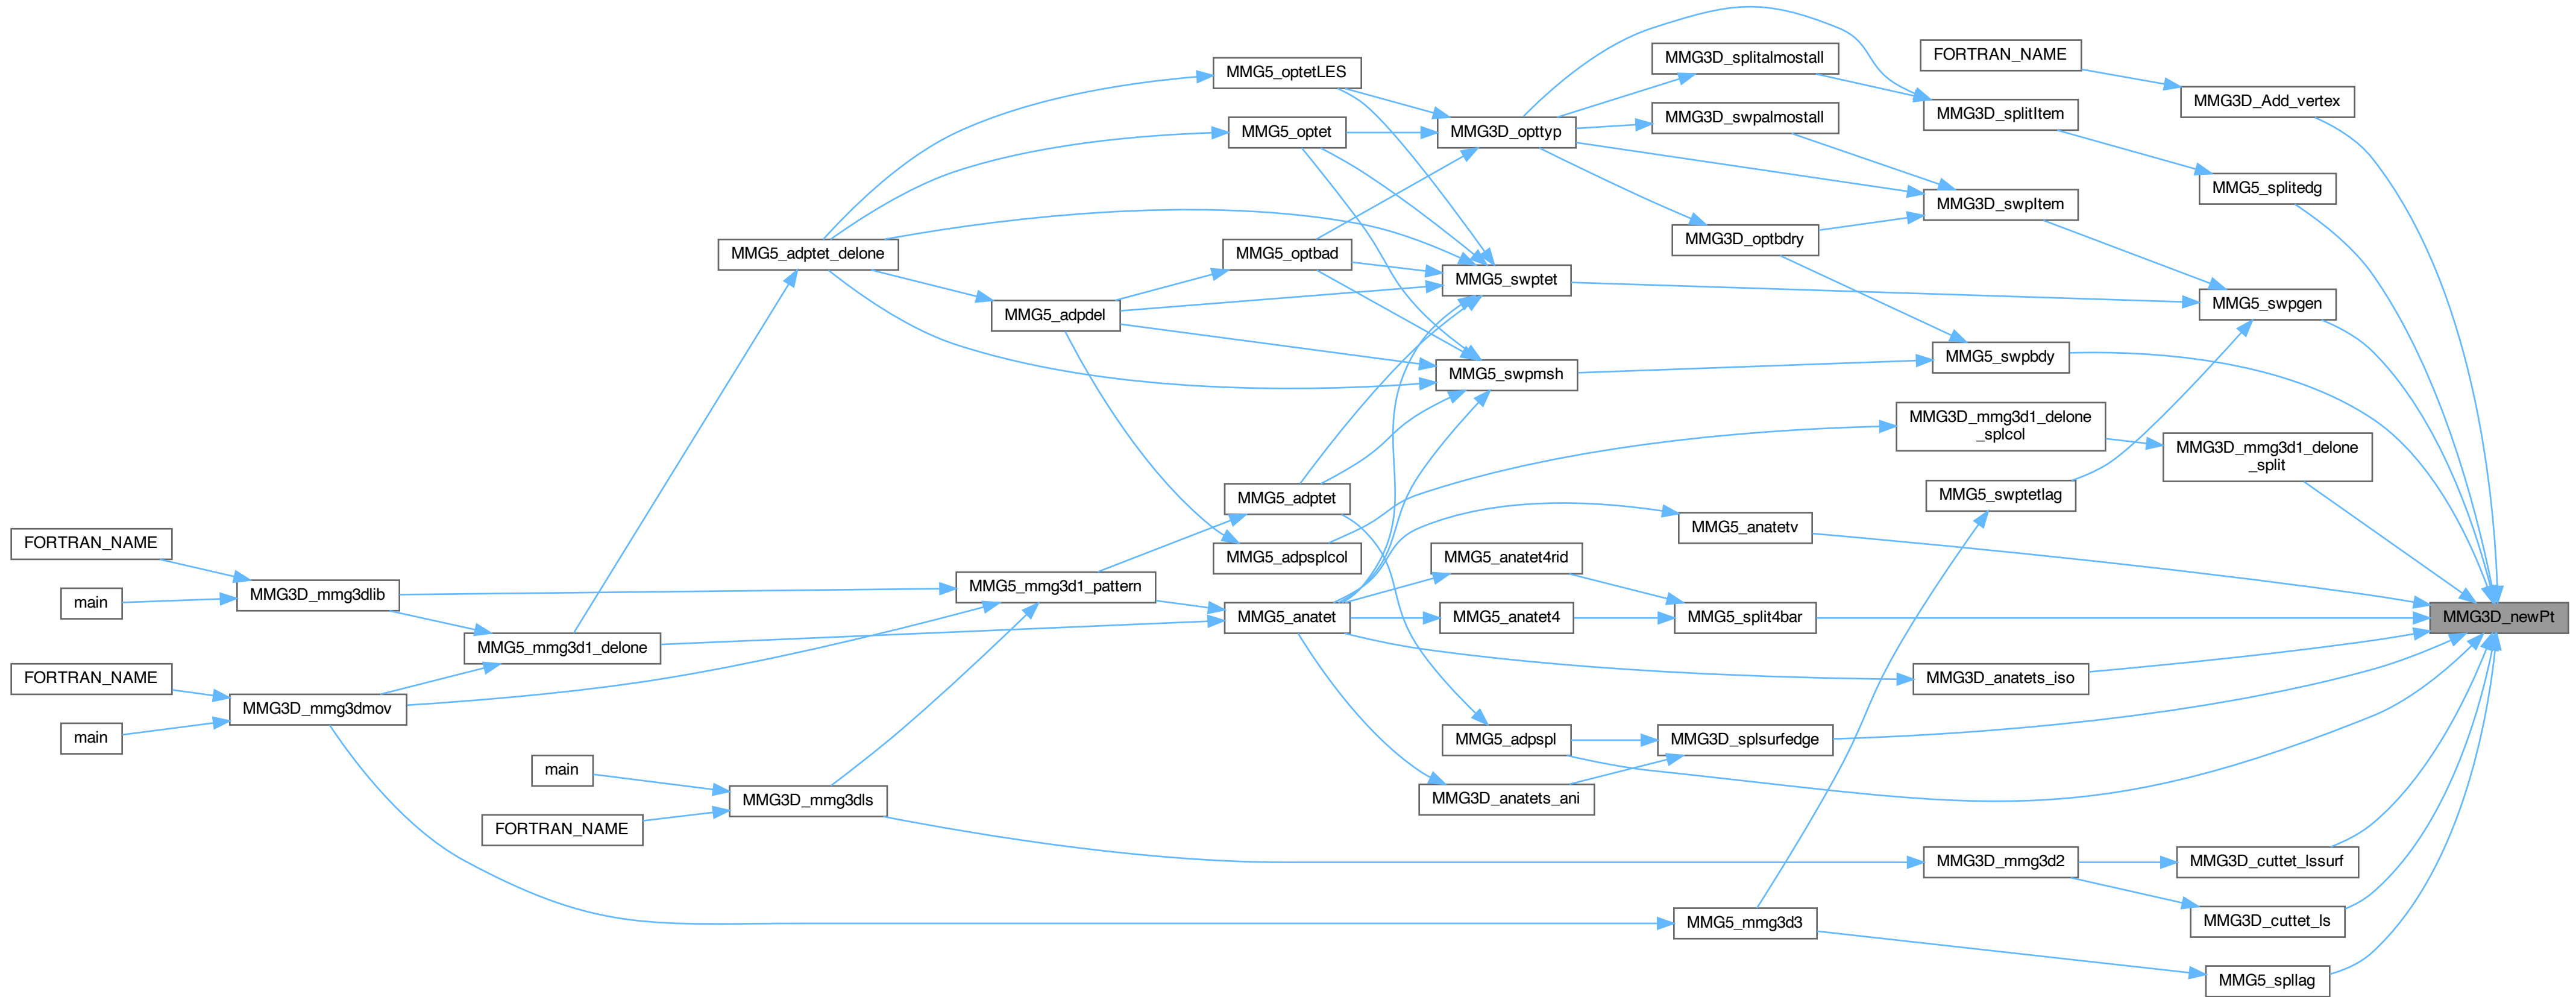 MMG5_optetLES
MMG3D_splitalmostall
FORTRAN_NAME
MMG3D_Add_vertex
MMG5_optet
MMG3D_opttyp
MMG3D_swpalmostall
MMG3D_splitItem
MMG5_splitedg
MMG3D_swpItem
MMG5_adptet_delone
MMG5_optbad
MMG3D_optbdry
MMG5_swptet
MMG5_adpdel
MMG5_swpgen
MMG5_swpmsh
MMG5_swpbdy
MMG3D_mmg3d1_delone
_splcol
MMG3D_mmg3d1_delone
_split
MMG5_adptet
MMG5_swptetlag
MMG5_anatetv
FORTRAN_NAME
MMG5_adpsplcol
MMG5_anatet4rid
main
MMG3D_mmg3dlib
MMG5_mmg3d1_pattern
MMG5_anatet
MMG5_anatet4
MMG5_split4bar
MMG3D_newPt
MMG5_mmg3d1_delone
FORTRAN_NAME
MMG3D_anatets_iso
MMG3D_mmg3dmov
main
MMG5_adpspl
MMG3D_splsurfedge
main
MMG3D_mmg3dls
MMG3D_anatets_ani
FORTRAN_NAME
MMG3D_mmg3d2
MMG3D_cuttet_lssurf
MMG5_mmg3d3
MMG3D_cuttet_ls
MMG5_spllag